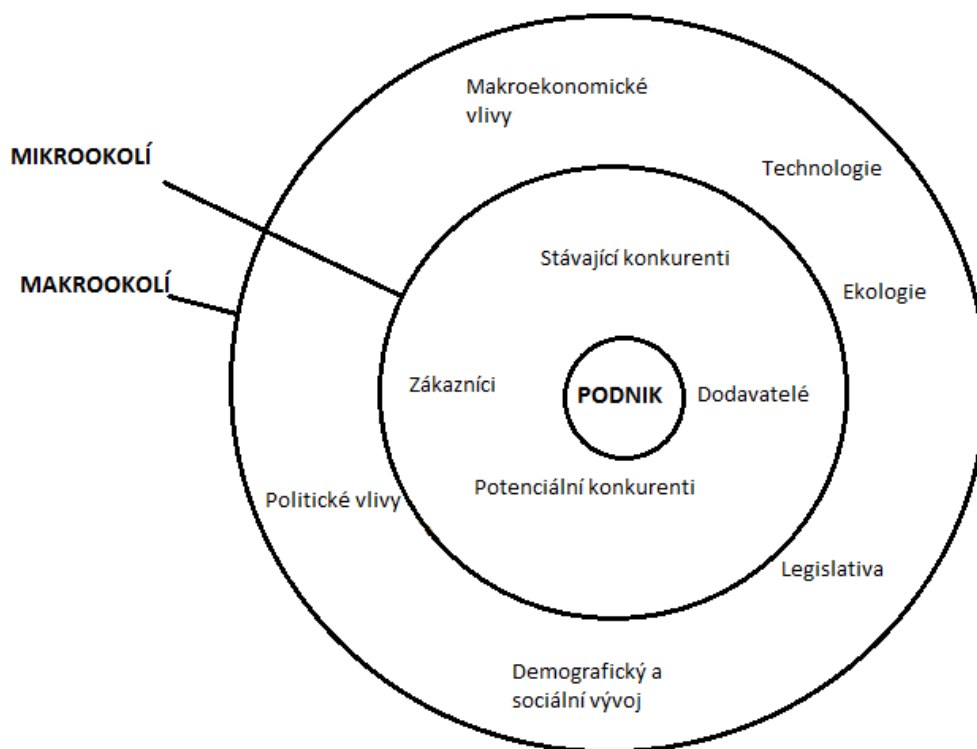 Makroekonomické
vlivy
MIKROOKOLÍ
Technologie
Stávající konkurenti
MAKROOKOLÍ
Ekologie
Zákazníci
PODNIK
Dodavatelé
Potenciální konkurenti
Politické vlivy
Legislativa
Demografický a
sociální vývoj